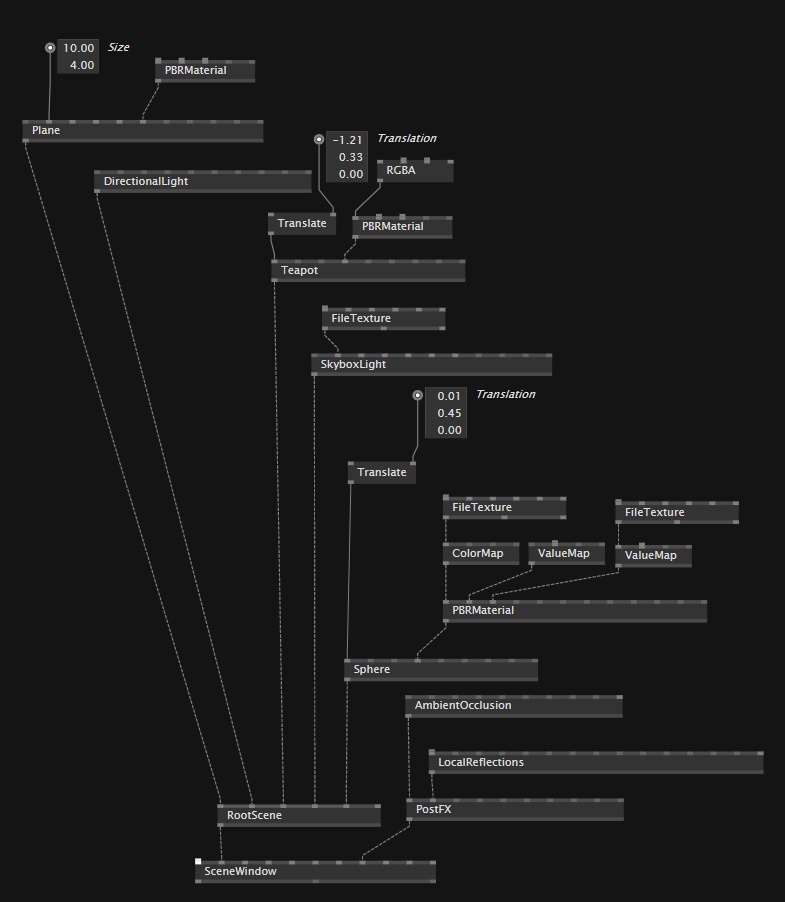 10.00 Size
4.00
PBRMaterial
Plane
-1.21 Translation
0.33
0.00
RGBA
DirectionalLight
Translate
PBRMaterial
Teapot
FileTexture
SkyboxLight
0.01 Translation
0.45
0.00
Translate
FileTexture
FileTexture
ColorMap
ValueMap
ValueMap
PBRMaterial
Sphere
AmbientOcclusion
LocalReflections
RootScene
PostFX
SceneWindow